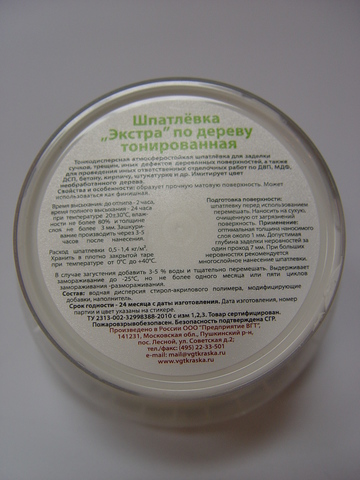 Шпатлёвка
„Экстра” по дереву
тонированная
Тонкодисперсная атмосферостойкая шпатлёвка для заделки
сучков, трещин, иных дефектов деревянных поверхностей, а также
для проведения иных ответственных отделочных работ по ДВП, МДФ,
ДСП, бетону, кирпичу, штукатурке и др. Имитирует цвет
необработанного дерева.
Свойства и особенности: образует прочную матовую поверхность. Может
использоваться как финишная.
Время высыхания: до отлипа - 2 часа,
время полного высыхания - 24 часа
при температуре 20±30°С, влаж-
ности не более 80% и толщине
слоя не более 3 мм. Зашкури-
вание производить через 3-5
часов после нанесения.
Расход шпатлевки 0,5-1,4 кг/м².
Хранить в плотно закрытой таре
при температуре от 0°С до +40°С.
Подготовка поверхности:
шпатлевку перед использованием
перемешать. Наносить на сухую,
очищенную от загрязнений
поверхность. Применение:
оптимальная толщина наносимого
слоя около 1 мм. Допустимая
глубина заделки неровностей за
один проход 7 мм. При больших
неровностях рекомендуется
многослойное нанесение шпатлевки.
В случае загустения добавить 3-5 % воды и тщательно перемешать. Выдерживает
замораживание до -25°С, но не более одного месяца или пяти циклов
замораживания -размораживания.
Состав: водная дисперсия стирол-акрилового полимера, модифицирующие
добавки, наполнитель.
Срок годности - 24 месяца с даты изготовления. Дата изготовления, номер
партии и цвет указаны на стикере.
ТУ 2313-002-32998388-2010 с изм 1,2,3. Товар сертифицирован.
Пожаровзрывобезопасен. Безопасность подтверждена СГР.
Произведено в России ООО "Предприятие ВГТ",
141231, Московская обл., Пушкинский р-н,
пос. Лесной, ул. Советская д.2;
тел./факс: (495) 22-33-501
e-mail: mail@vgtkraska.ru
www.vgtkraska.ru